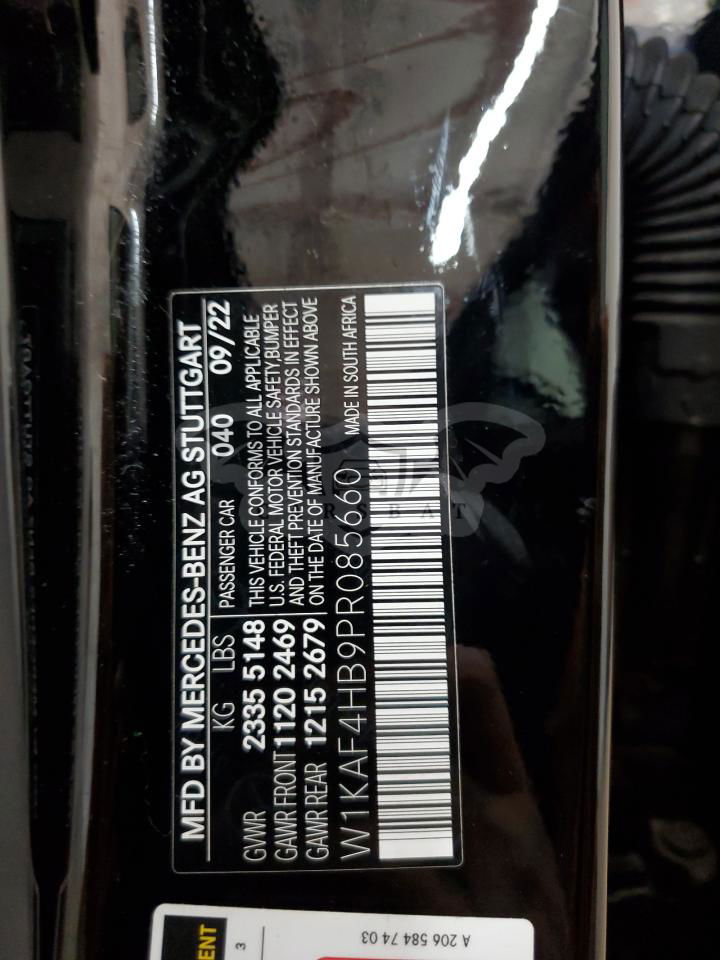 MFD BY MERCEDES-BENZ AG STUTTGART
KG LBS PASSENGER CAR 040 09/22
GVWR 2335 5148 THIS VEHICLE CONFORMS TO ALL APPLICABLE
GAWR FRONT 1120 2469 U.S. FEDERAL MOTOR VEHICLE SAFETY,BUMPER
AND THEFT PREVENTION STANDARDS IN EFFECT
GAWR REAR 1215 2679 ON THE DATE OF MANUFACTURE SHOWN ABOVE
W1KAF4HB9PR085660 MADE IN SOUTH AFRICA
A 206 584 74 03
3